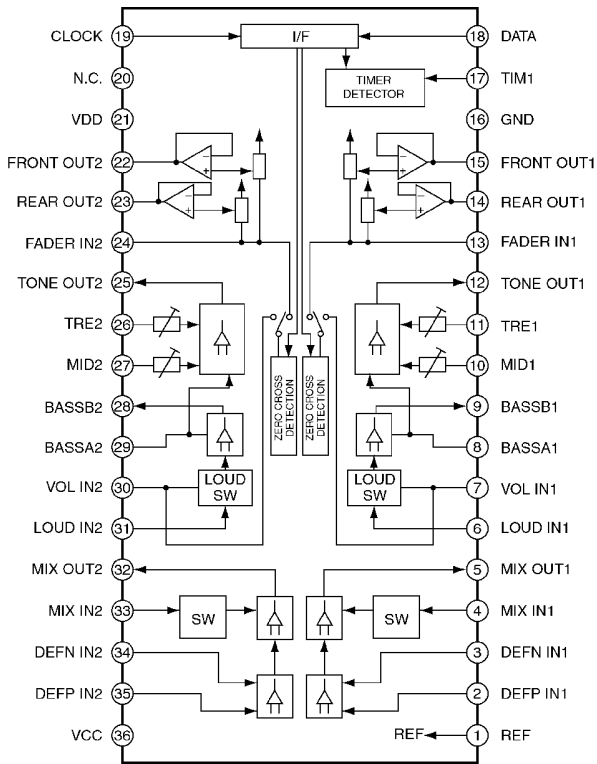 CLOCK 19 I/F 18 DATA
N.C. 20 TIMER DETECTOR 17 TIM1
VDD 21 16 GND
FRONT OUT2 22 − + − + 15 FRONT OUT1
REAR OUT2 23 − + − + 14 REAR OUT1
FADER IN2 24 13 FADER IN1
TONE OUT2 25 12 TONE OUT1
TRE2 26 11 TRE1
MID2 27 10 MID1
ZERO CROSS DETECTION ZERO CROSS DETECTION
BASSB2 28 9 BASSB1
BASSA2 29 8 BASSA1
VOL IN2 30 LOUD SW LOUD SW 7 VOL IN1
LOUD IN2 31 6 LOUD IN1
MIX OUT2 32 5 MIX OUT1
MIX IN2 33 SW SW 4 MIX IN1
DEFN IN2 34 3 DEFN IN1
DEFP IN2 35 2 DEFP IN1
VCC 36 REF 1 REF